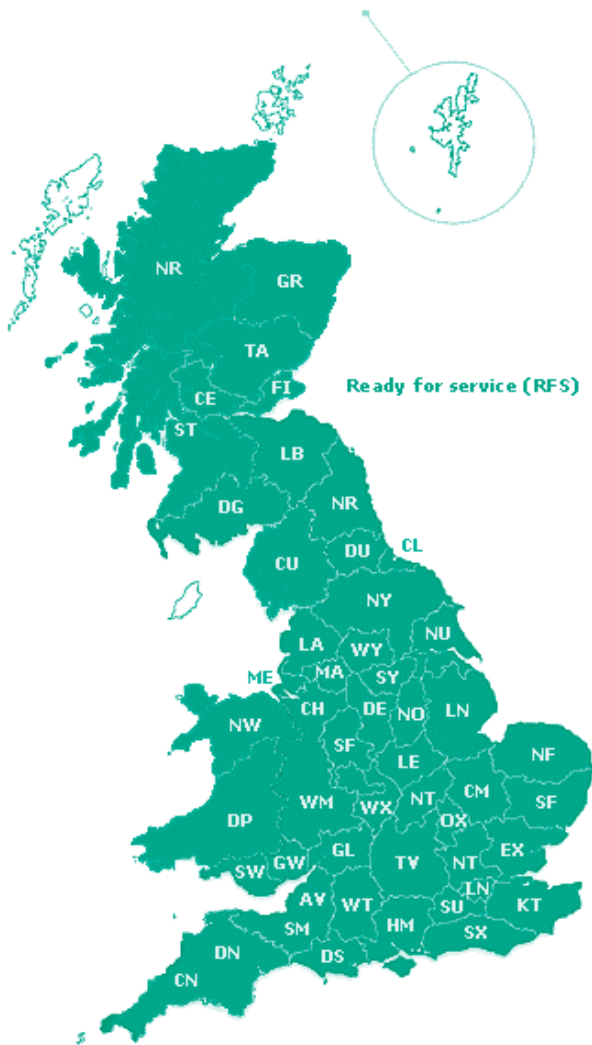 NR
GR
TA
FI
Ready for service (RFS)
CE
ST
LB
DG
NR
CL
DU
CU
NY
NU
LA
WY
MA
ME
SY
CH
DE
NO
LN
NW
SF
LE
NF
CM
NT
WM
WX
SF
OX
DP
GL
TV
NT
EX
GW
SW
LN
AV
WT
SU
KT
HM
SM
SX
DN
DS
CN